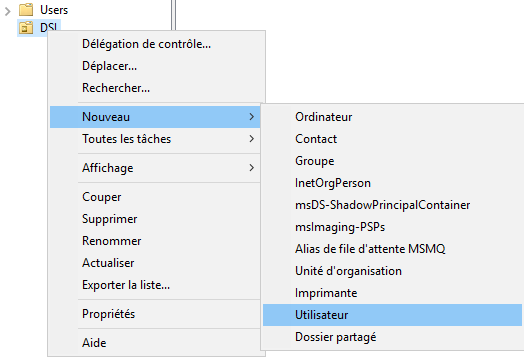 Users
DSI
Délégation de contrôle...
Déplacer...
Rechercher...
Nouveau
Toutes les tâches
Affichage
Couper
Supprimer
Renommer
Actualiser
Exporter la liste...
Propriétés
Aide
Ordinateur
Contact
Groupe
InetOrgPerson
msDS-ShadowPrincipalContainer
msImaging-PSPs
Alias de file d'attente MSMQ
Unité d'organisation
Imprimante
Utilisateur
Dossier partagé